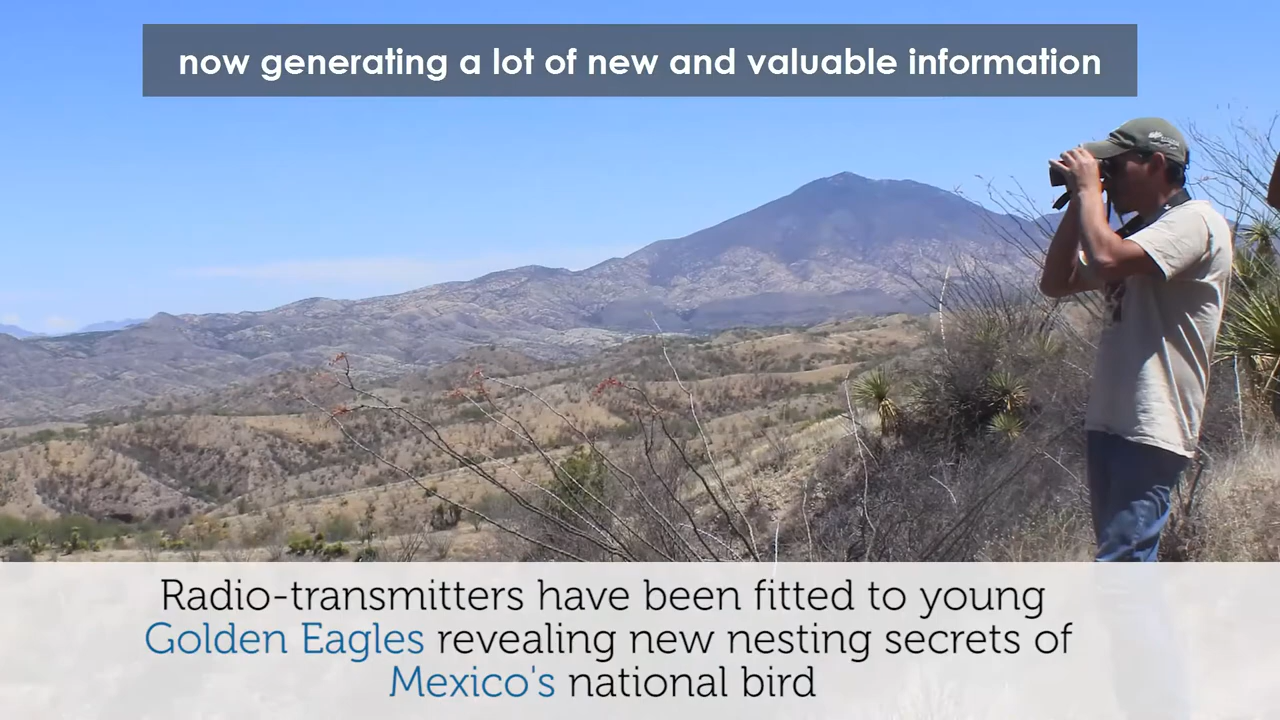 now generating a lot of new and valuable information
Radio-transmitters have been fitted to young
Golden Eagles revealing new nesting secrets of
Mexico's national bird